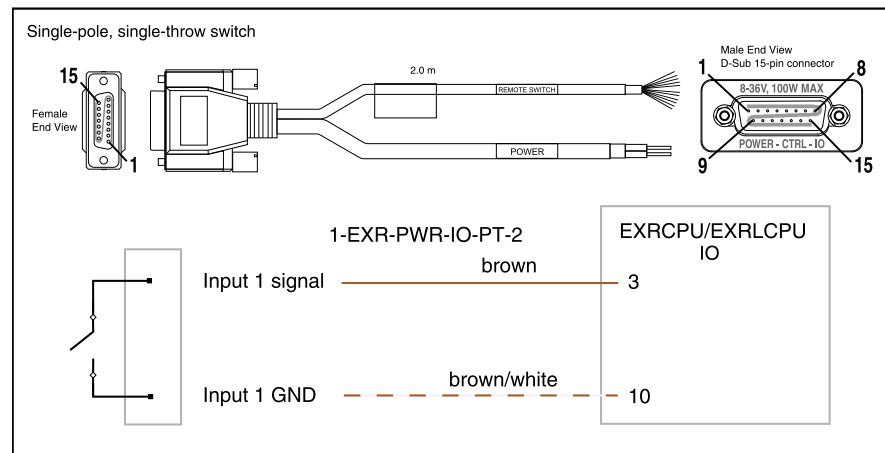 Single-pole, single-throw switch
15
Female
End View
1
2.0 m
REMOTE SWITCH
POWER
Male End View
D-Sub 15-pin connector
1
8
8-36V, 100W MAX
POWER - CTRL - IO
9
15
1-EXR-PWR-IO-PT-2
EXRCPU/EXRLCPU
IO
Input 1 signal
brown
3
Input 1 GND
brown/white
10